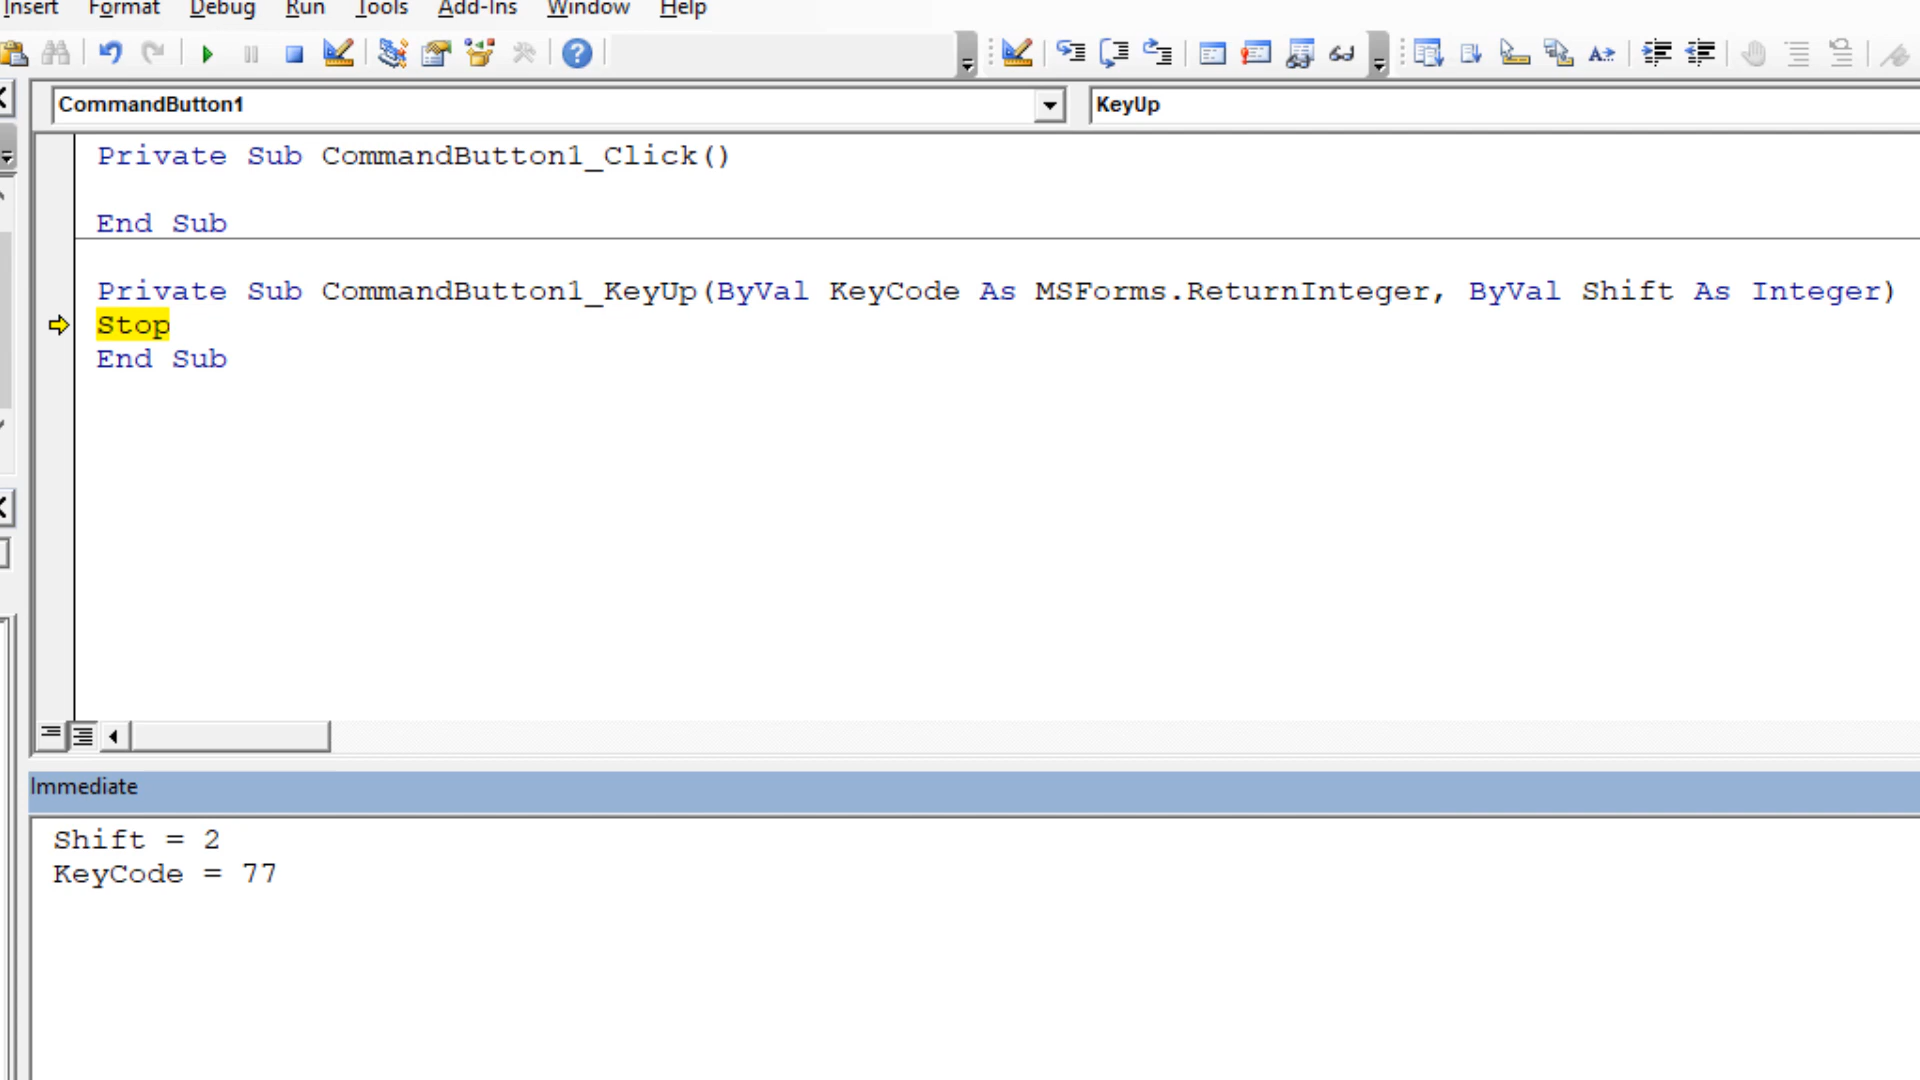 Insert Format Debug Run Tools Add-Ins Window Help
CommandButton1 KeyUp
Private Sub CommandButton1_Click()
End Sub
Private Sub CommandButton1_KeyUp(ByVal KeyCode As MSForms.ReturnInteger, ByVal Shift As Integer)
Stop
End Sub
Immediate
Shift = 2
KeyCode = 77